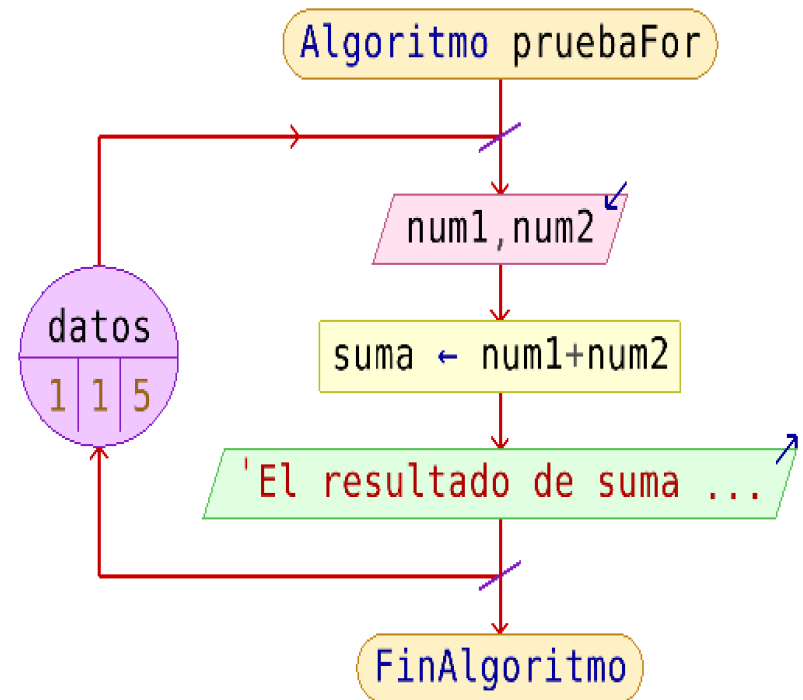 Algoritmo pruebaFor
num1,num2
datos
suma ← num1+num2
1 1 5
'El resultado de suma ...
FinAlgoritmo